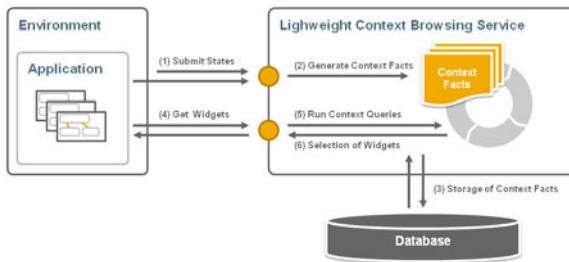 Environment
Lighweight Context Browsing Service
Application
(1) Submit States
(2) Generate Context Facts
Context
Facts
(4) Get Widgets
(5) Run Context Queries
(6) Selection of Widgets
(3) Storage of Context Facts
Database